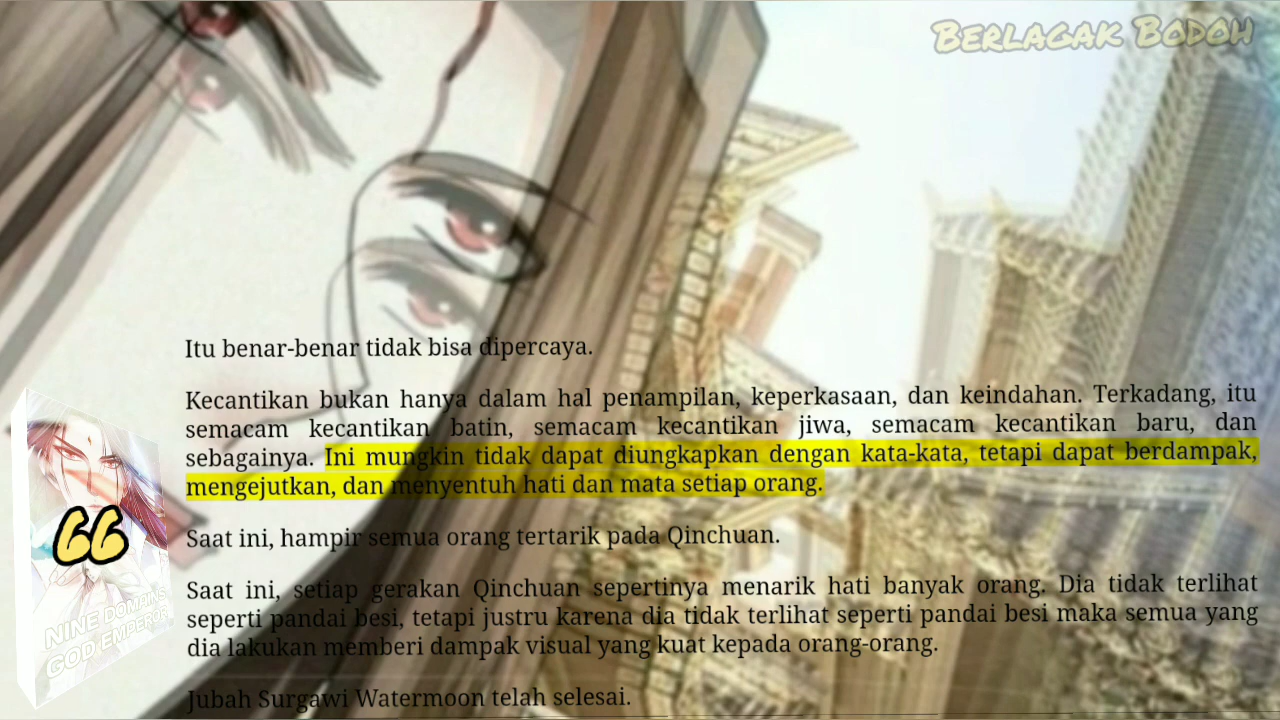 Berlagak Bodoh
Itu benar-benar tidak bisa dipercaya.
Kecantikan bukan hanya dalam hal penampilan, keperkasaan, dan keindahan. Terkadang, itu
semacam kecantikan batin, semacam kecantikan jiwa, semacam kecantikan baru, dan
sebagainya. Ini mungkin tidak dapat diungkapkan dengan kata-kata, tetapi dapat berdampak,
mengejutkan, dan menyentuh hati dan mata setiap orang.
Saat ini, hampir semua orang tertarik pada Qinchuan.
Saat ini, setiap gerakan Qinchuan sepertinya menarik hati banyak orang. Dia tidak terlihat
seperti pandai besi, tetapi justru karena dia tidak terlihat seperti pandai besi maka semua yang
dia lakukan memberi dampak visual yang kuat kepada orang-orang.
Jubah Surgawi Watermoon telah selesai.
66
NINE DOMAINS
GOD EMPEROR